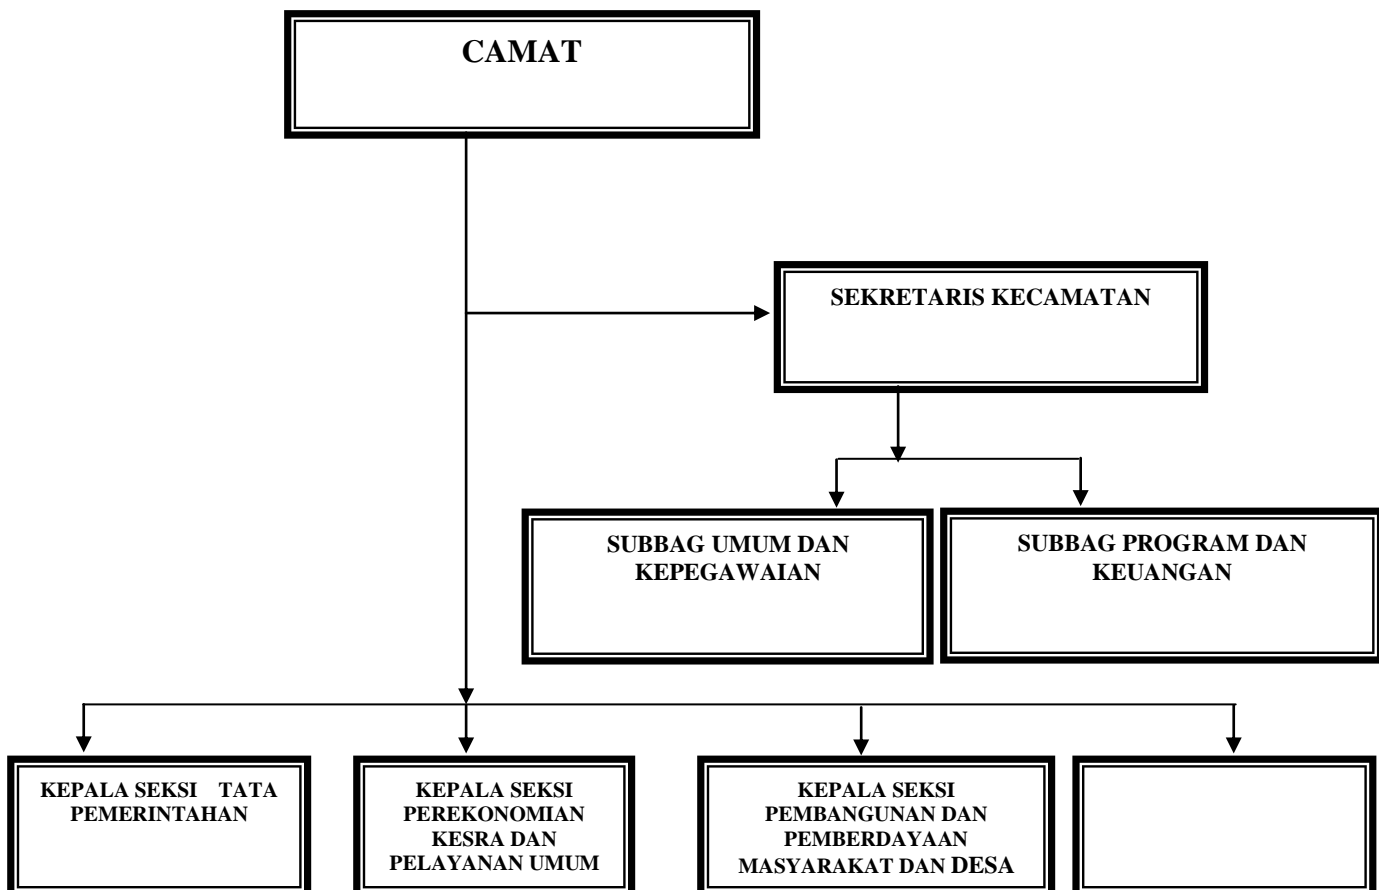 CAMAT
SEKRETARIS KECAMATAN
SUBBAG UMUM DAN
KEPEGAWAIAN
SUBBAG PROGRAM DAN
KEUANGAN
KEPALA SEKSI TATA
PEMERINTAHAN
KEPALA SEKSI
PEREKONOMIAN
KESRA DAN
PELAYANAN UMUM
KEPALA SEKSI
PEMBANGUNAN DAN
PEMBERDAYAAN
MASYARAKAT DAN DESA